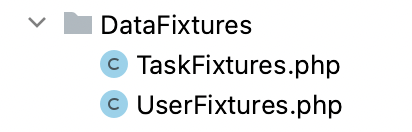 DataFixtures
C TaskFixtures.php
C UserFixtures.php